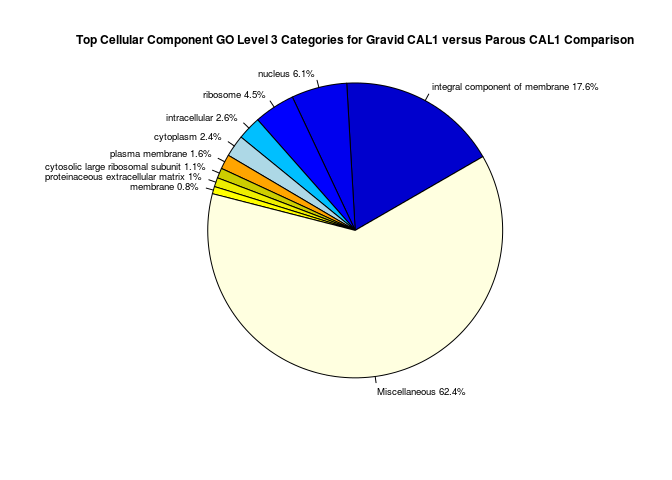 Top Cellular Component GO Level 3 Categories for Gravid CAL1 versus Parous CAL1 Comparison
nucleus 6.1%
integral component of membrane 17.6%
ribosome 4.5%
intracellular 2.6%
cytoplasm 2.4%
plasma membrane 1.6%
cytosolic large ribosomal subunit 1.1%
proteinaceous extracellular matrix 1%
membrane 0.8%
Miscellaneous 62.4%